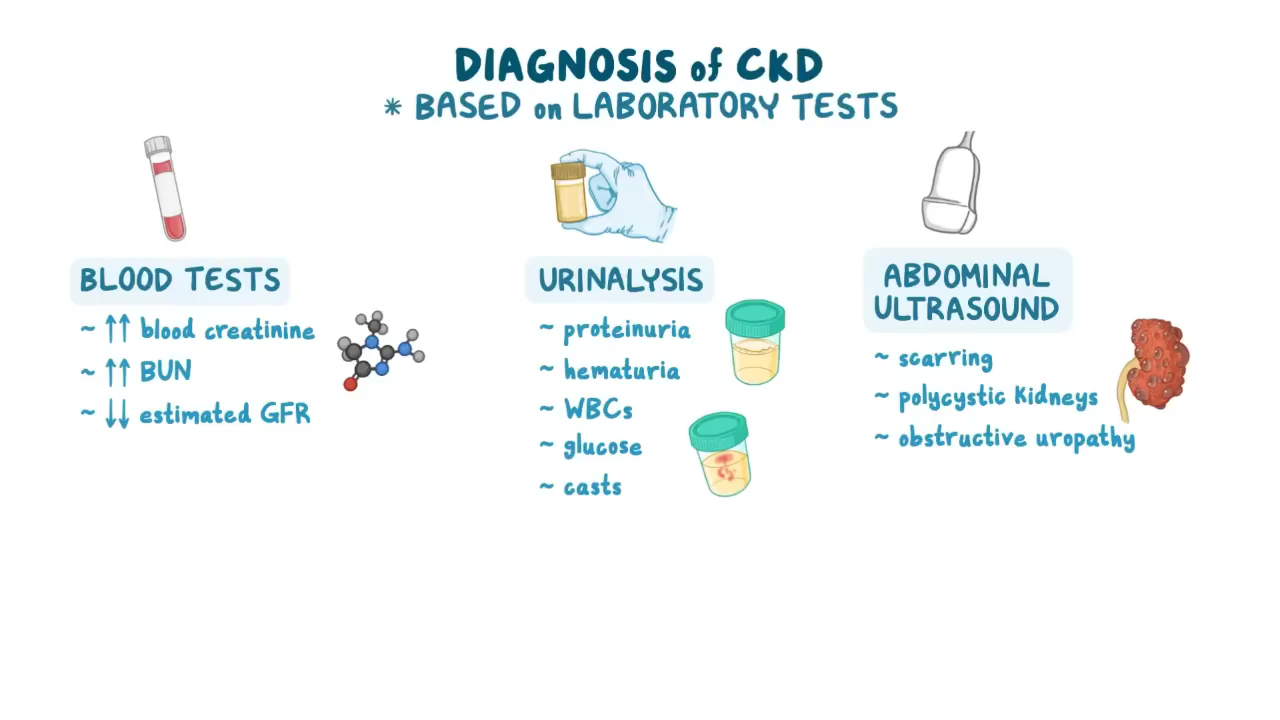 DIAGNOSIS of CKD
* BASED on LABORATORY TESTS
BLOOD TESTS
~ ↑↑ blood creatinine
~ ↑↑ BUN
~ ↓↓ estimated GFR
URINALYSIS
~ proteinuria
~ hematuria
~ WBCs
~ glucose
~ casts
ABDOMINAL
ULTRASOUND
~ scarring
~ polycystic kidneys
~ obstructive uropathy